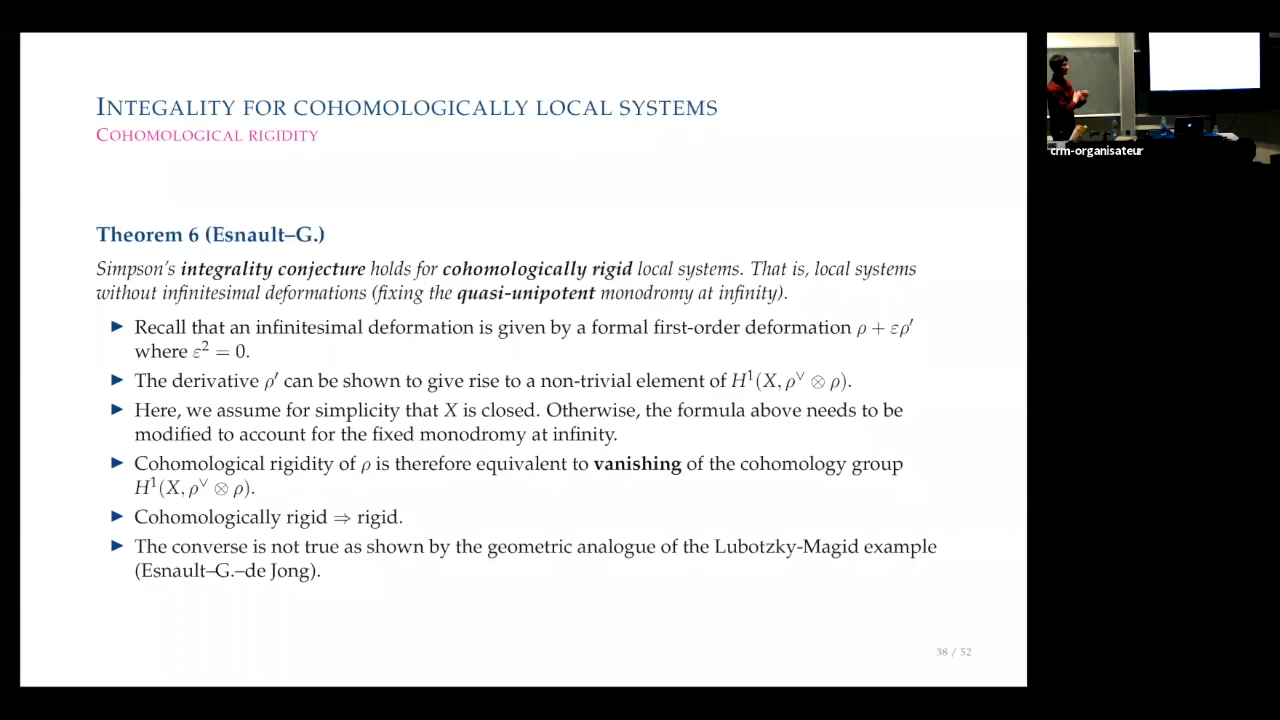 INTEGALITY FOR COHOMOLOGICALLY LOCAL SYSTEMS
COHOMOLOGICAL RIGIDITY
Theorem 6 (Esnault–G.)
Simpson's integrality conjecture holds for cohomologically rigid local systems. That is, local systems
without infinitesimal deformations (fixing the quasi-unipotent monodromy at infinity).
▶ Recall that an infinitesimal deformation is given by a formal first-order deformation ρ + ερ′
where ε² = 0.
▶ The derivative ρ′ can be shown to give rise to a non-trivial element of H¹(X, ρ^∨ ⊗ ρ).
▶ Here, we assume for simplicity that X is closed. Otherwise, the formula above needs to be
modified to account for the fixed monodromy at infinity.
▶ Cohomological rigidity of ρ is therefore equivalent to vanishing of the cohomology group
H¹(X, ρ^∨ ⊗ ρ).
▶ Cohomologically rigid ⇒ rigid.
▶ The converse is not true as shown by the geometric analogue of the Lubotzky-Magid example
(Esnault–G.–de Jong).
38 / 52
crm-organisateur